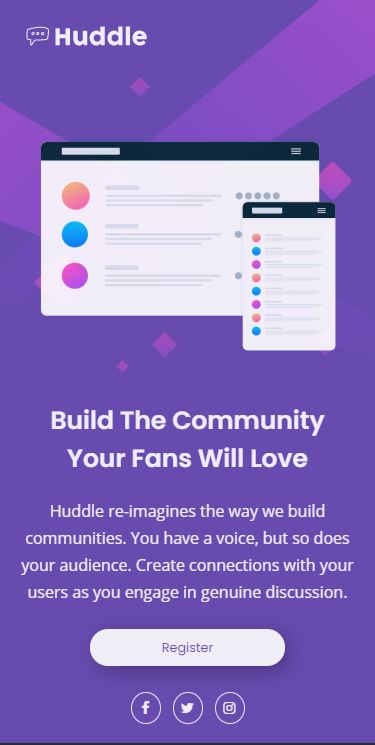 Huddle
Build The Community
Your Fans Will Love
Huddle re-imagines the way we build
communities. You have a voice, but so does
your audience. Create connections with your
users as you engage in genuine discussion.
Register